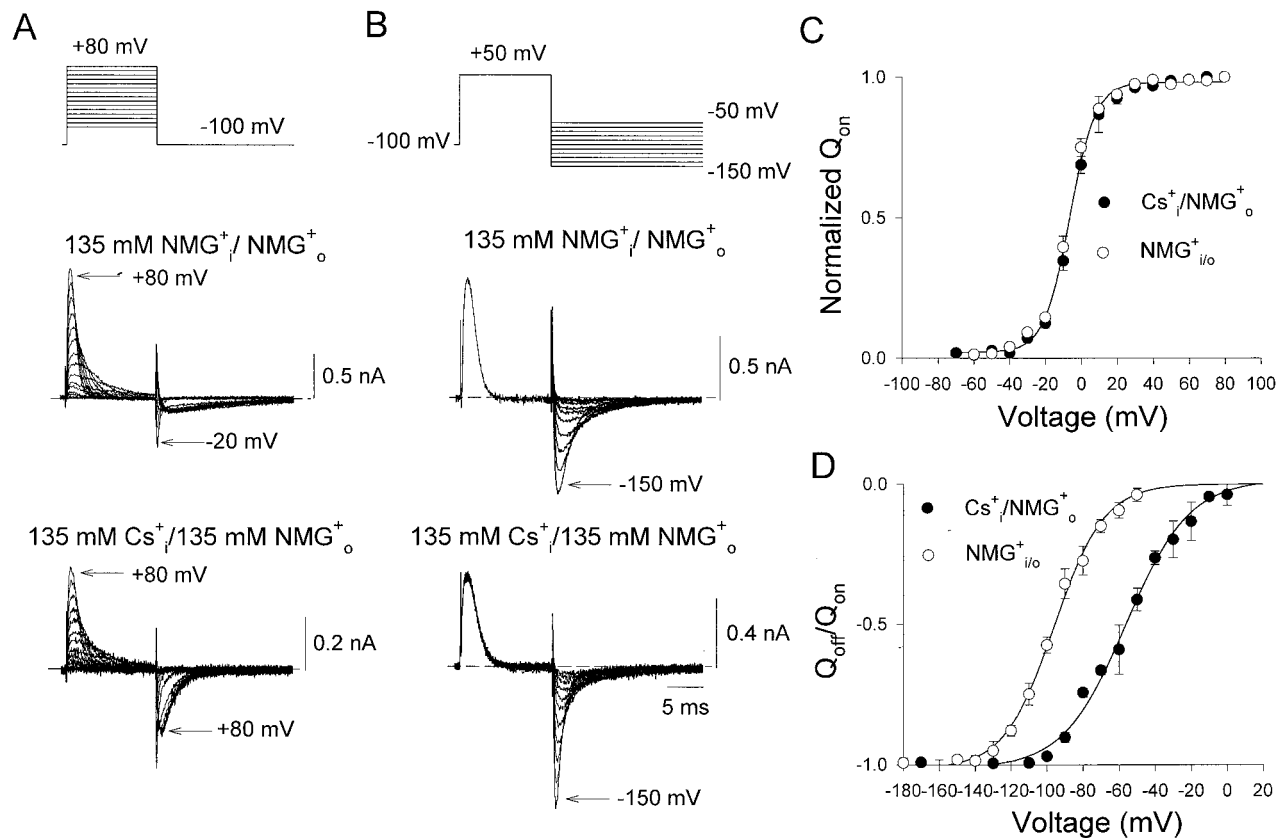 A
+80 mV
-100 mV
135 mM NMG⁺ᵢ/ NMG⁺ₒ
+80 mV
0.5 nA
-20 mV
135 mM Cs⁺ᵢ/135 mM NMG⁺ₒ
+80 mV
0.2 nA
+80 mV
B
+50 mV
-50 mV
-100 mV
-150 mV
135 mM NMG⁺ᵢ/ NMG⁺ₒ
0.5 nA
-150 mV
135 mM Cs⁺ᵢ/135 mM NMG⁺ₒ
0.4 nA
5 ms
-150 mV
C
Normalized Qon
1.0
0.5
0.0
Cs⁺ᵢ/NMG⁺ₒ
NMG⁺i/o
-100 -80 -60 -40 -20 0 20 40 60 80 100
Voltage (mV)
D
Qoff/Qon
0.0
-0.5
-1.0
Cs⁺ᵢ/NMG⁺ₒ
NMG⁺i/o
-180 -160 -140 -120 -100 -80 -60 -40 -20 0 20
Voltage (mV)